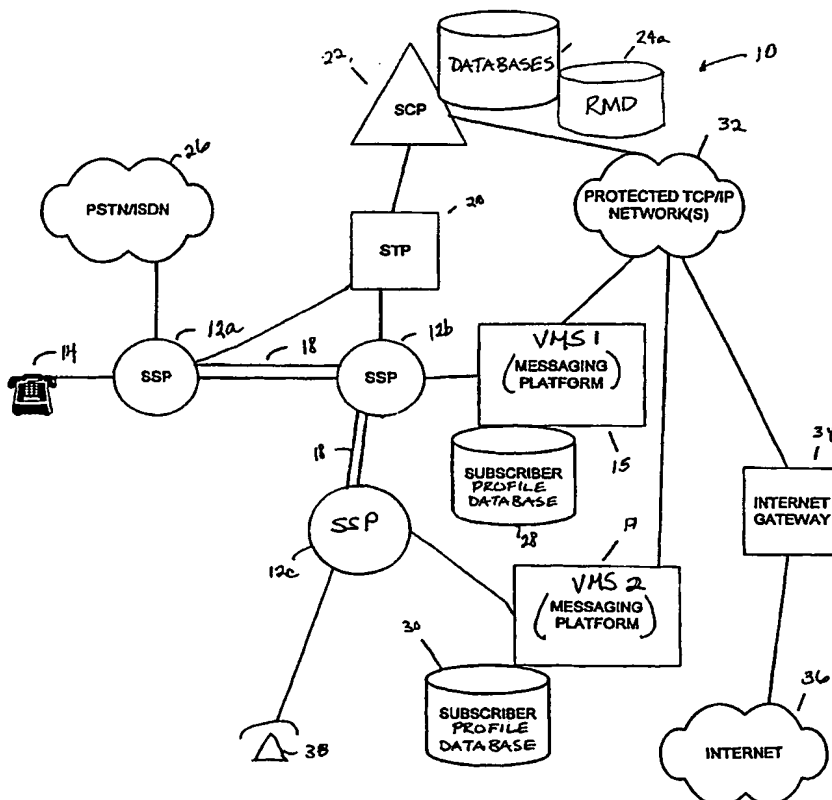 24a
DATABASES
10
22
RMD
SCP
32
26
PROTECTED TCP/IP
NETWORK(S)
PSTN/ISDN
20
STP
12a
12b
18
14
SSP
SSP
VMS 1
(MESSAGING
PLATFORM)
34
18
15
SUBSCRIBER
PROFILE
DATABASE
INTERNET
GATEWAY
28
SSP
12c
VMS 2
(MESSAGING
PLATFORM)
30
36
SUBSCRIBER
PROFILE
DATABASE
38
INTERNET